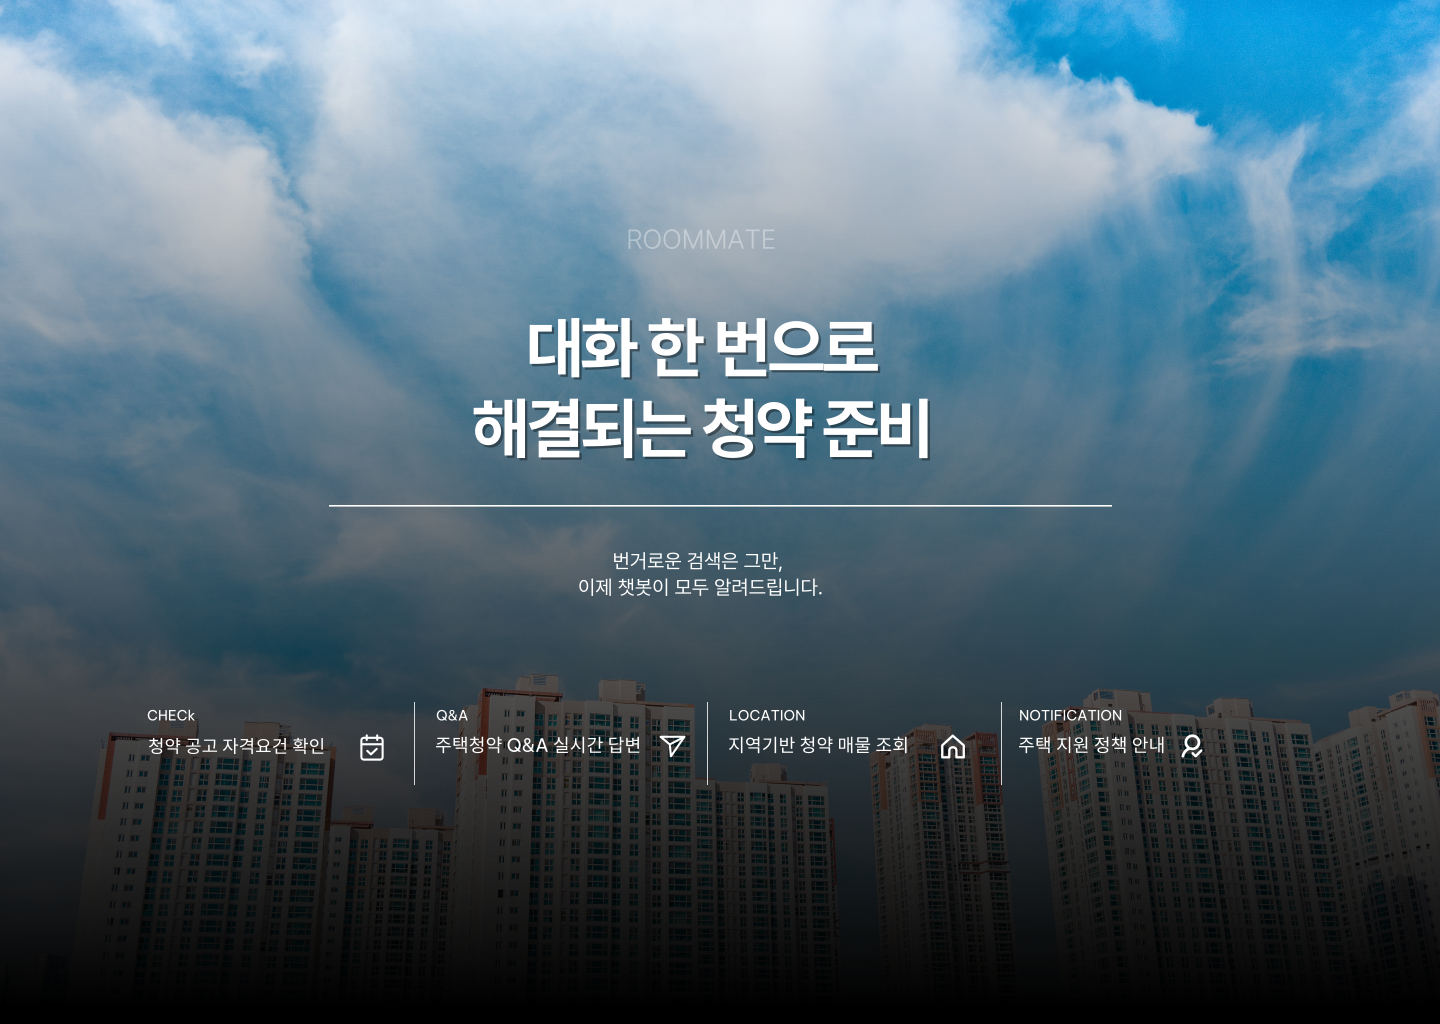 ROOMMATE
대화 한 번으로
해결되는 청약 준비
번거로운 검색은 그만,
이제 챗봇이 모두 알려드립니다.
CHECk
청약 공고 자격요건 확인
Q&A
주택청약 Q&A 실시간 답변
LOCATION
지역기반 청약 매물 조회
NOTIFICATION
주택 지원 정책 안내